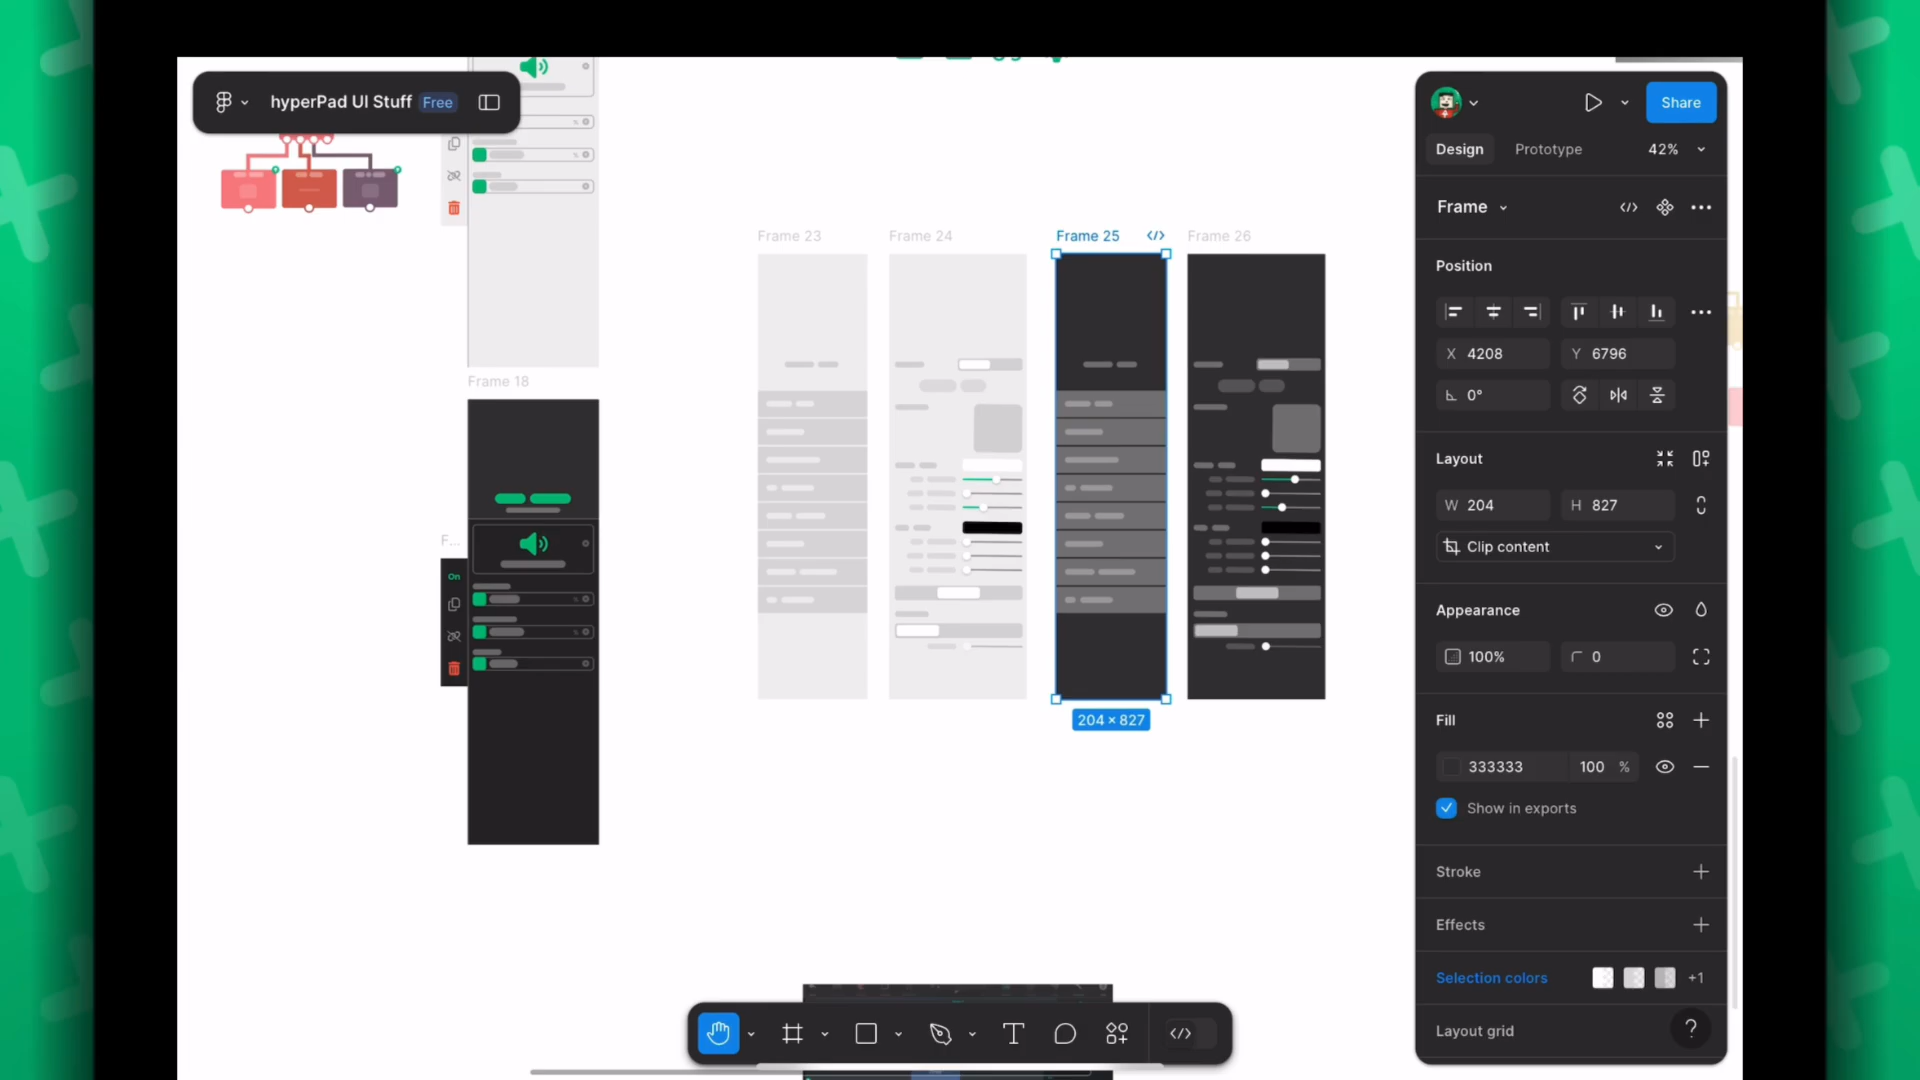 hyperPad UI Stuff Free
Share
Design Prototype 42%
Frame
Position
X 4208 Y 6796
0°
Layout
W 204 H 827
Clip content
Appearance
100% 0
Fill
333333 100 %
Show in exports
Stroke
Effects
Selection colors +1
Layout grid ?
Frame 23 Frame 24 Frame 25 Frame 26
204 × 827
Frame 18
F...
On